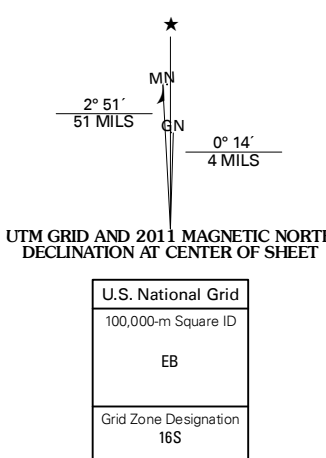 ★
MN
GN
2° 51´
51 MILS
0° 14´
4 MILS
UTM GRID AND 2011 MAGNETIC NORTH
DECLINATION AT CENTER OF SHEET
U.S. National Grid
100,000-m Square ID
EB
Grid Zone Designation
16S